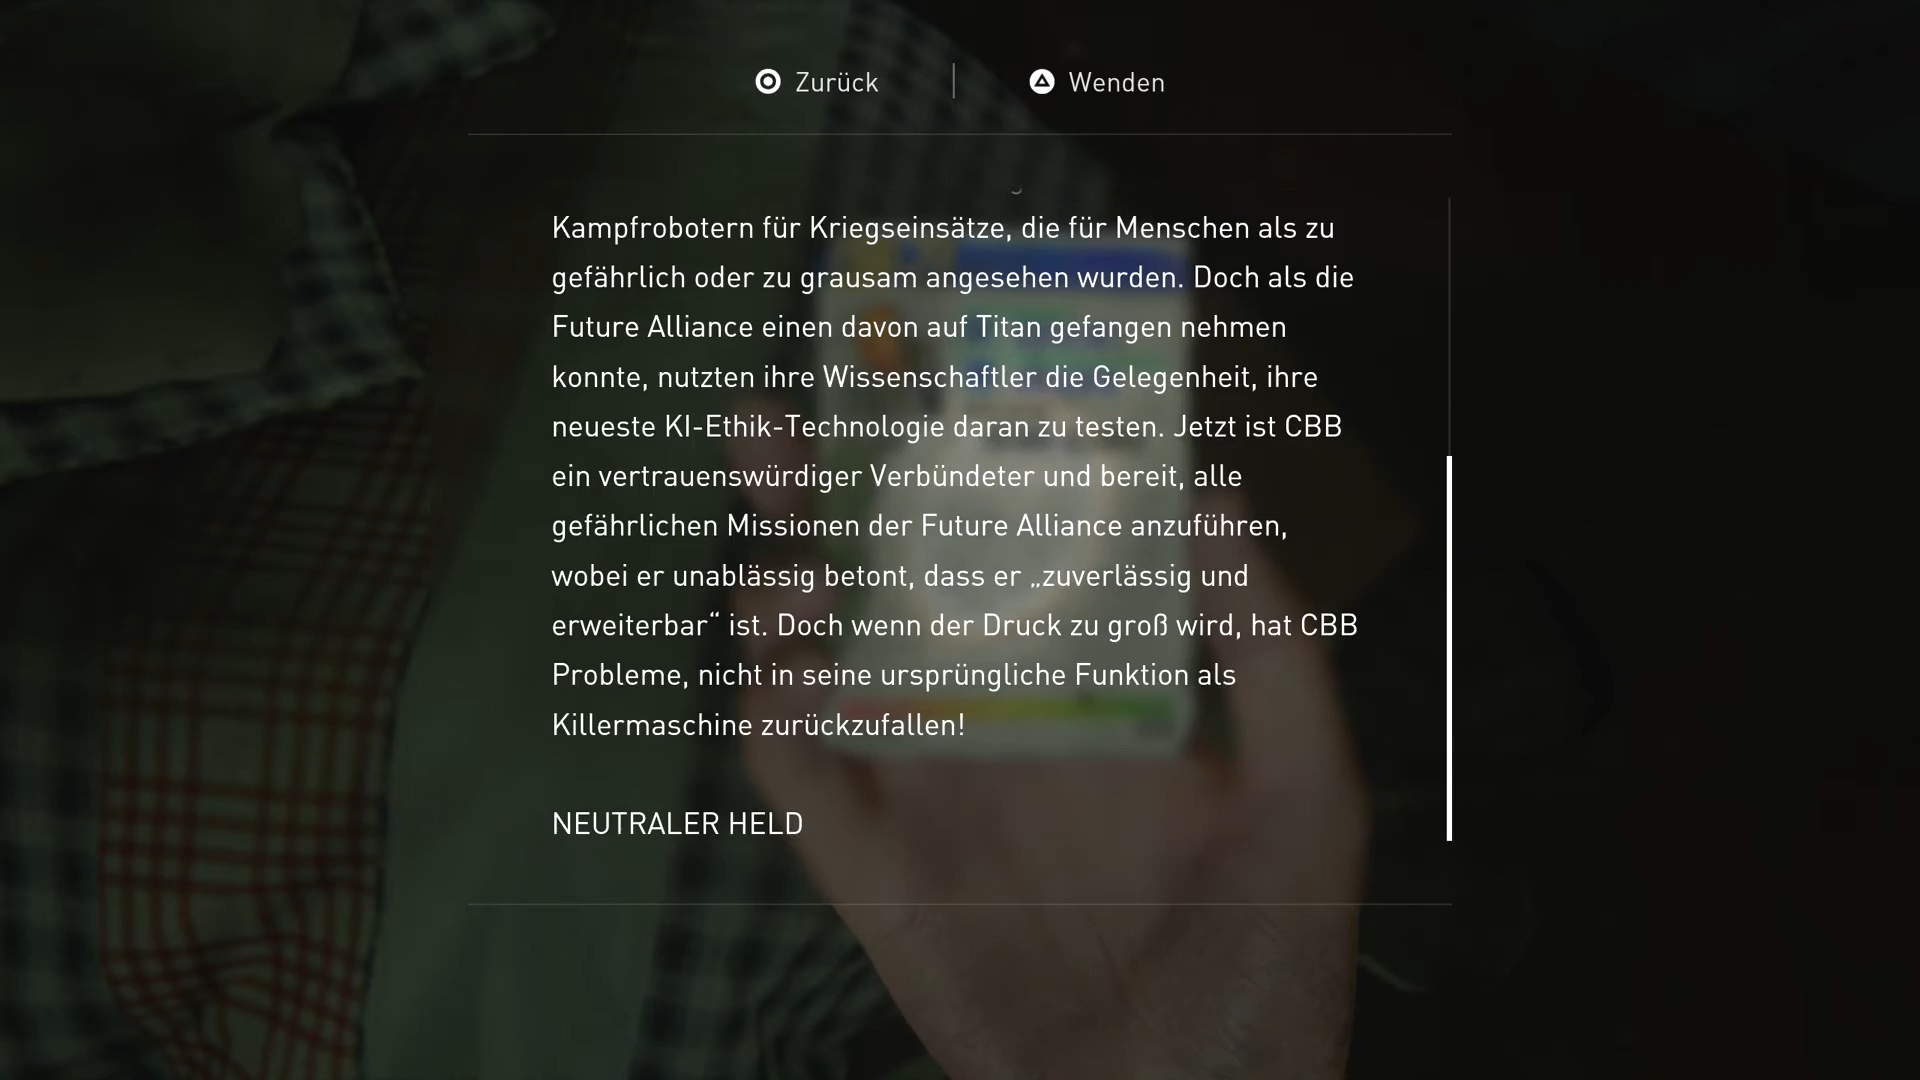 Zurück
Wenden
Kampfrobotern für Kriegseinsätze, die für Menschen als zu
gefährlich oder zu grausam angesehen wurden. Doch als die
Future Alliance einen davon auf Titan gefangen nehmen
konnte, nutzten ihre Wissenschaftler die Gelegenheit, ihre
neueste KI-Ethik-Technologie daran zu testen. Jetzt ist CBB
ein vertrauenswürdiger Verbündeter und bereit, alle
gefährlichen Missionen der Future Alliance anzuführen,
wobei er unablässig betont, dass er „zuverlässig und
erweiterbar“ ist. Doch wenn der Druck zu groß wird, hat CBB
Probleme, nicht in seine ursprüngliche Funktion als
Killermaschine zurückzufallen!
NEUTRALER HELD